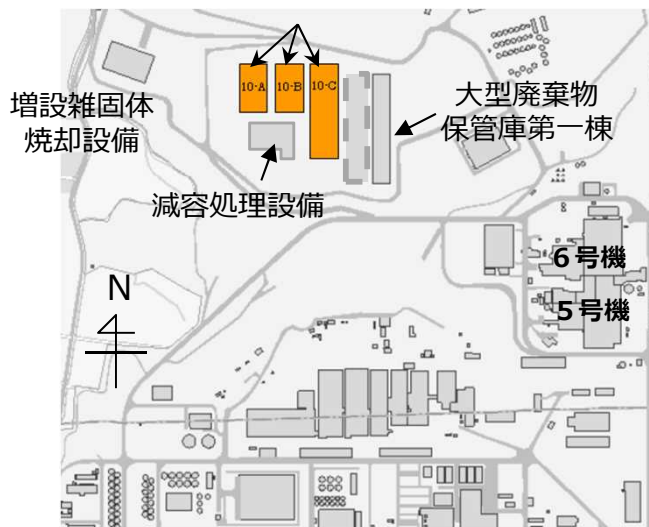 10-A
10-B
10-C
増設雑固体
焼却設備
大型廃棄物
保管庫第一棟
減容処理設備
6号機
5号機
N